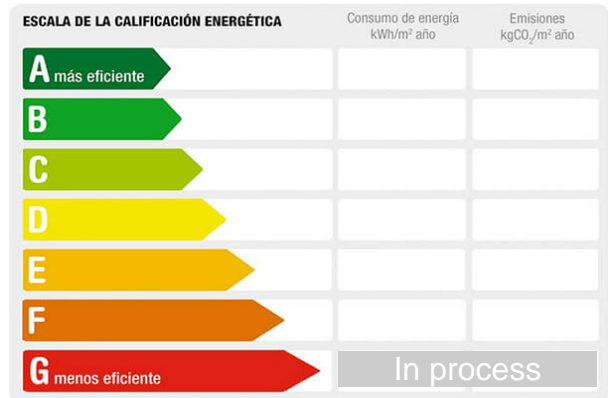 ESCALA DE LA CALIFICACIÓN ENERGÉTICA
Consumo de energía
kWh/m² año
Emisiones
kgCO₂/m² año
A más eficiente
B
C
D
E
F
G menos eficiente
In process